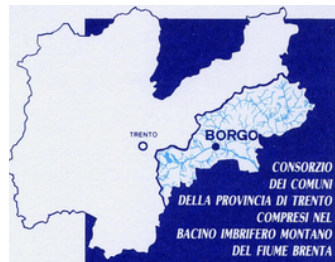 TRENTO
BORGO
CONSORZIO
DEI COMUNI
DELLA PROVINCIA DI TRENTO
COMPRESI NEL
BACINO IMBRIFERO MONTANO
DEL FIUME BRENTA